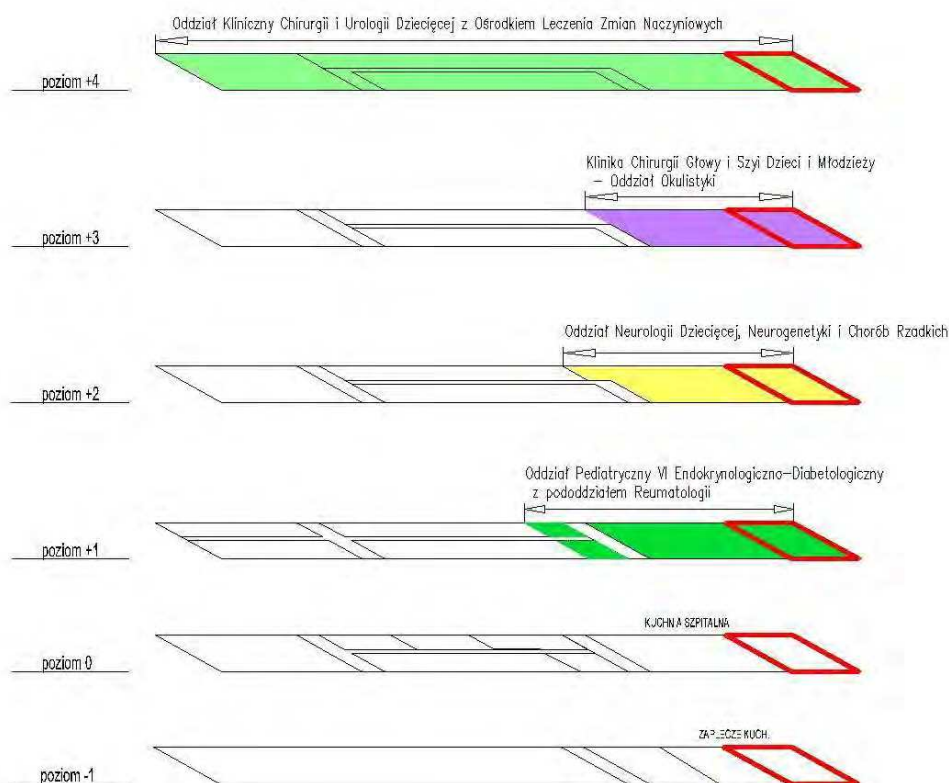 Oddział Kliniczny Chirurgii i Urologii Dziecięcej z Ośrodkiem Leczenia Zmian Naczyniowych
poziom +4
Klinika Chirurgii Głowy i Szyi Dzieci i Młodzieży
– Oddział Okulistyki
poziom +3
Oddział Neurologii Dziecięcej, Neurogenetyki i Chorób Rzadkich
poziom +2
Oddział Pediatryczny VI Endokrynologiczno–Diabetologiczny
z pododdziałem Reumatologii
poziom +1
KUCHNIA SZPITALNA
poziom 0
ZAPLECZE KUCH.
poziom -1